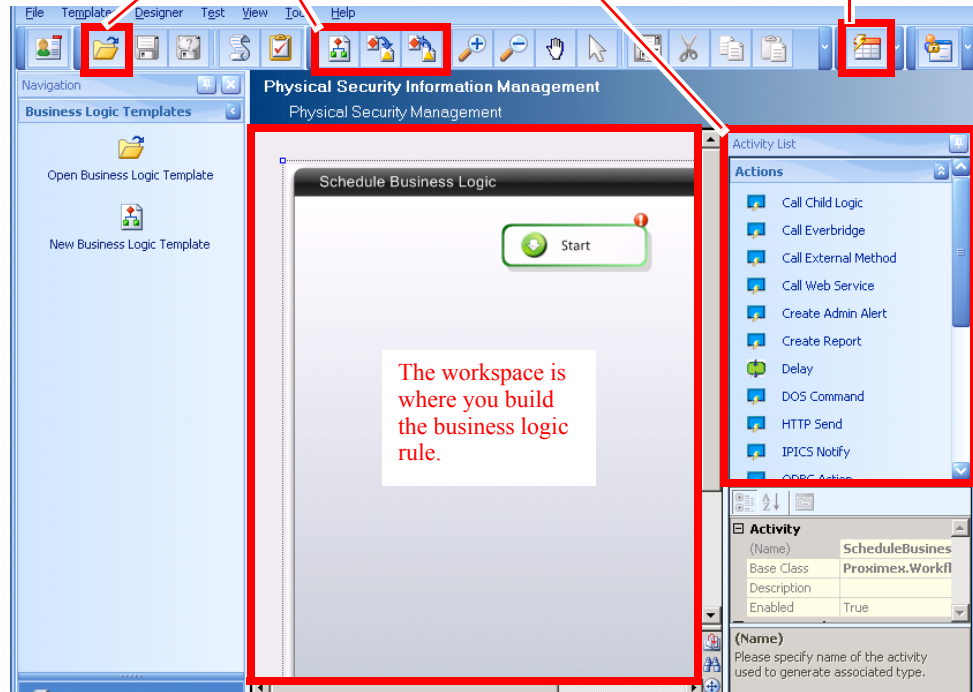 File Template Designer Test View Too Help
Navigation
Business Logic Templates
Open Business Logic Template
New Business Logic Template
Physical Security Information Management
Physical Security Management
Schedule Business Logic
Start
The workspace is
where you build
the business logic
rule.
Activity List
Actions
Call Child Logic
Call Everbridge
Call External Method
Call Web Service
Create Admin Alert
Create Report
Delay
DOS Command
HTTP Send
IPICS Notify
ODBC Action
Activity
(Name) ScheduleBusines
Base Class Proximex.Workfl
Description
Enabled True
(Name)
Please specify name of the activity
used to generate associated type.